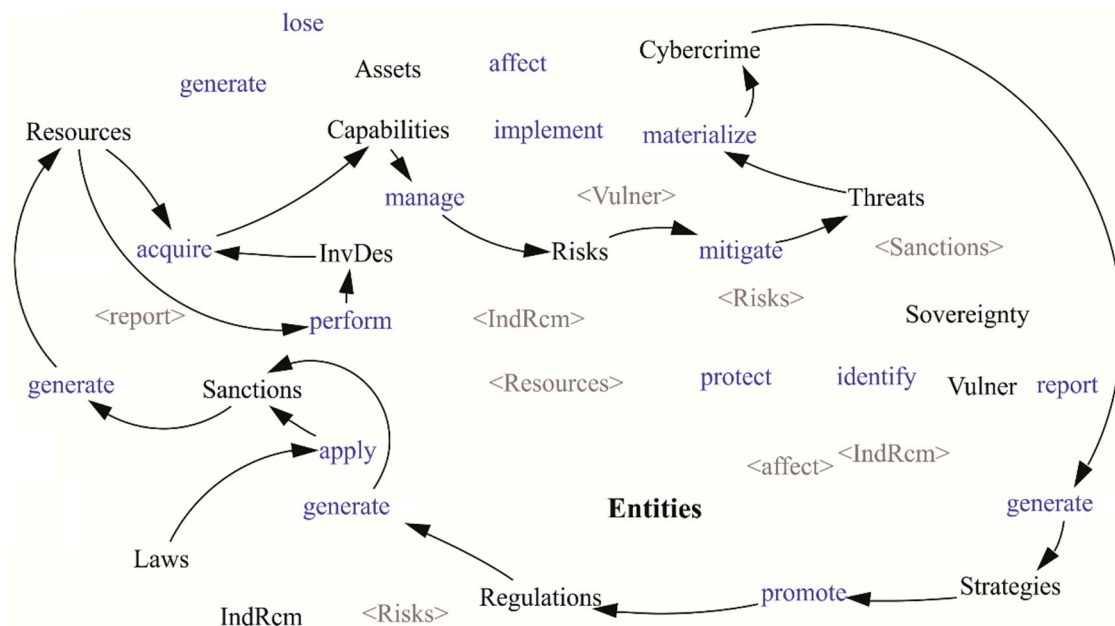 lose
Cybercrime
Assets
affect
generate
Resources
Capabilities
implement
materialize
manage
<Vulner>
Threats
acquire
InvDes
Risks
mitigate
<Sanctions>
<Risks>
<report>
perform
<IndRcm>
Sovereignty
generate
Sanctions
<Resources>
protect
identify
Vulner
report
apply
<affect>
<IndRcm>
generate
Entities
generate
Laws
Regulations
promote
Strategies
IndRcm
<Risks>